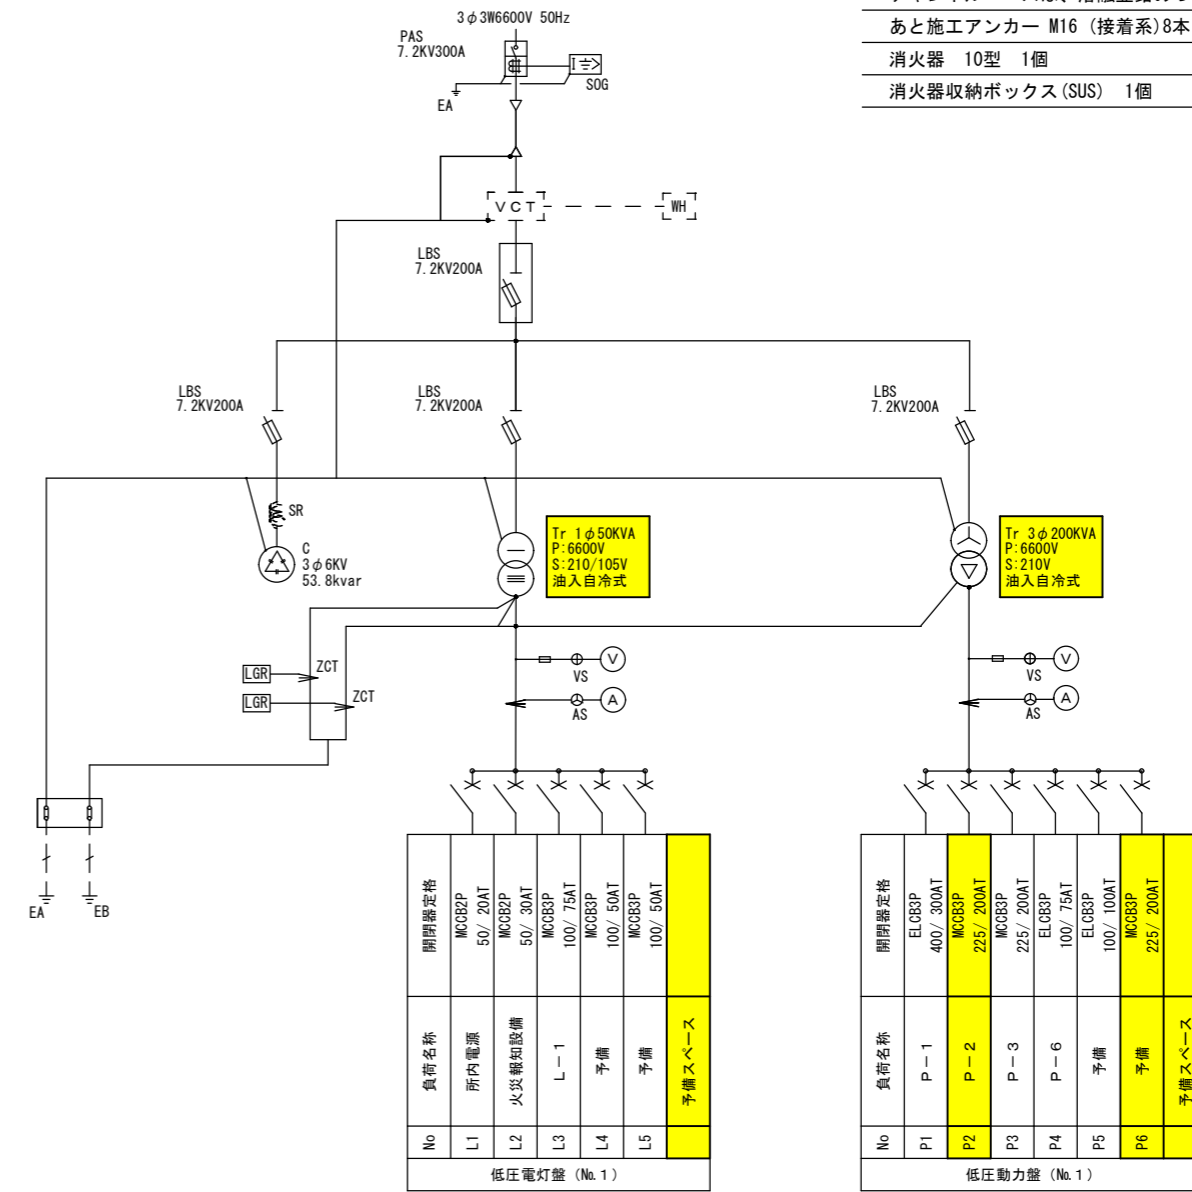 3φ3W6600V 50Hz
PAS
7.2KV300A
I
SOG
EA
あと施工アンカー M16 (接着系)8本
消火器 10型 1個
消火器収納ボックス(SUS) 1個
VCT
WH
LBS
7.2KV200A
LBS
7.2KV200A
LBS
7.2KV200A
LBS
7.2KV200A
SR
C
3φ6KV
53.8kvar
Tr 1φ50KVA
P:6600V
S:210/105V
油入自冷式
Tr 3φ200KVA
P:6600V
S:210V
油入自冷式
LGR
ZCT
LGR
ZCT
V
VS
A
AS
V
VS
A
AS
EA
EB
開閉器定格
MCCB2P
50/ 20AT
MCCB2P
50/ 30AT
MCCB3P
100/ 75AT
MCCB3P
100/ 50AT
MCCB3P
100/ 50AT
負荷名称
所内電源
火災報知設備
L−1
予備
予備
予備スペース
No
L1
L2
L3
L4
L5
低圧電灯盤 (No.1)
開閉器定格
ELCB3P
400/ 300AT
MCCB3P
225/ 200AT
MCCB3P
225/ 200AT
ELCB3P
100/ 75AT
ELCB3P
100/ 100AT
MCCB3P
225/ 200AT
負荷名称
P−1
P−2
P−3
P−6
予備
予備
予備スペース
No
P1
P2
P3
P4
P5
P6
低圧動力盤 (No.1)